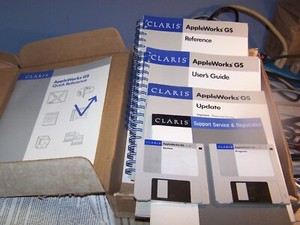 CLARIS
AppleWorks GS
Quick Reference
CLARIS
AppleWorks GS
Reference
CLARIS
AppleWorks GS
User's Guide
CLARIS
AppleWorks GS
Update
CLARIS
Support Service & Registration